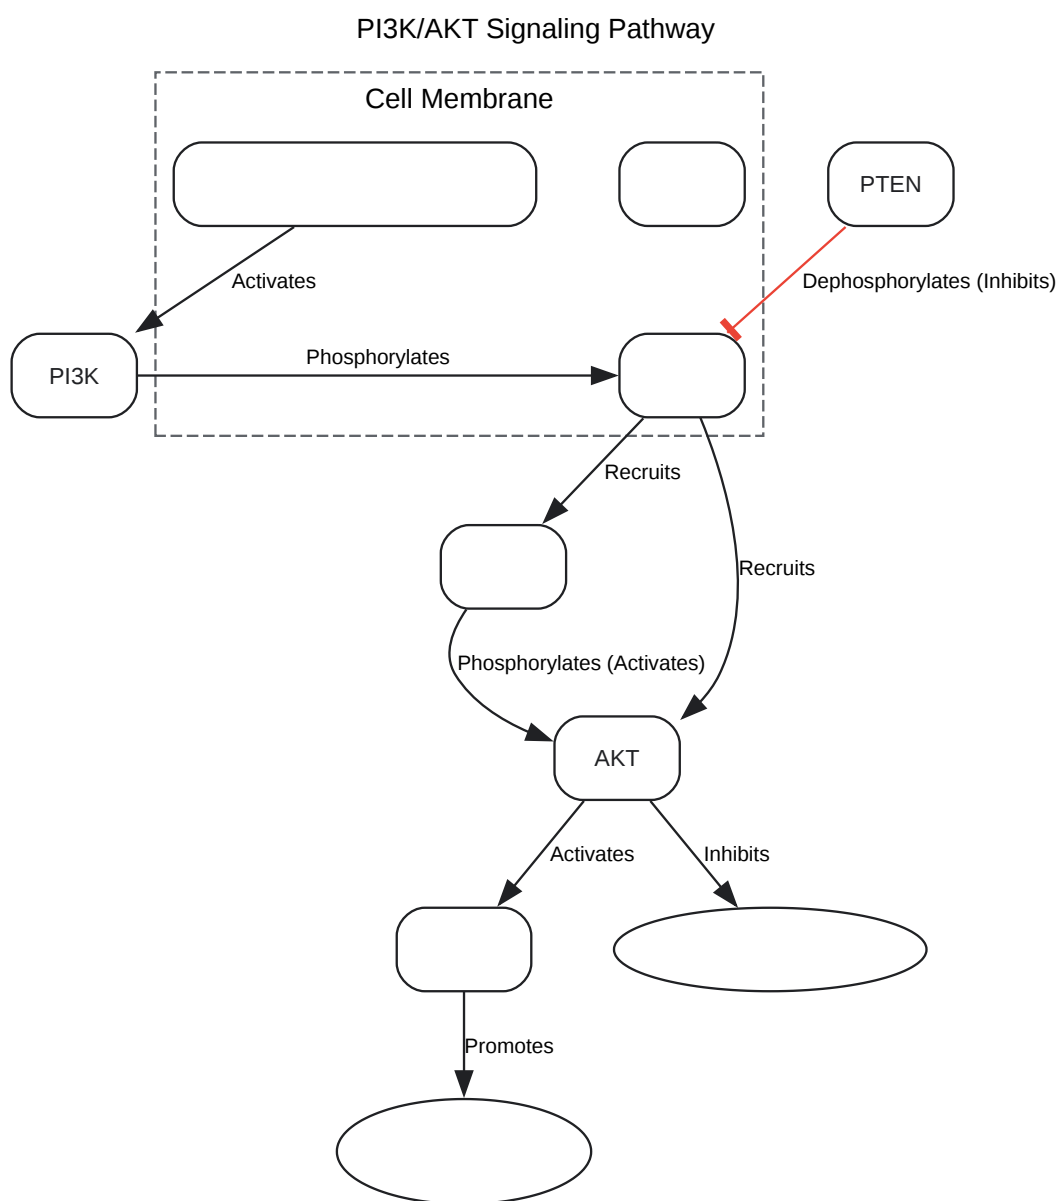 PI3K/AKT Signaling Pathway
Cell Membrane
PTEN
Activates
Dephosphorylates (Inhibits)
Phosphorylates
PI3K
Recruits
Recruits
Phosphorylates (Activates)
AKT
Activates
Inhibits
Promotes